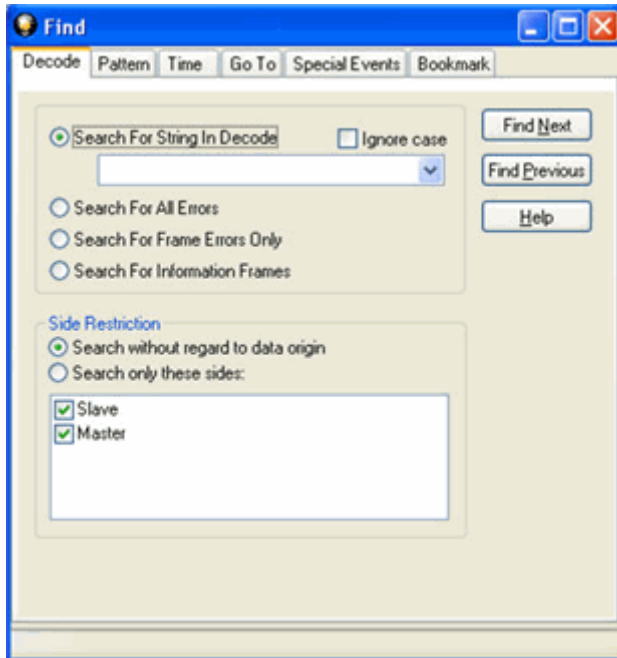 Find
Decode Pattern Time Go To Special Events Bookmark
Search For String In Decode Ignore case
Find Next
Find Previous
Search For All Errors
Help
Search For Frame Errors Only
Search For Information Frames
Side Restriction
Search without regard to data origin
Search only these sides:
Slave
Master